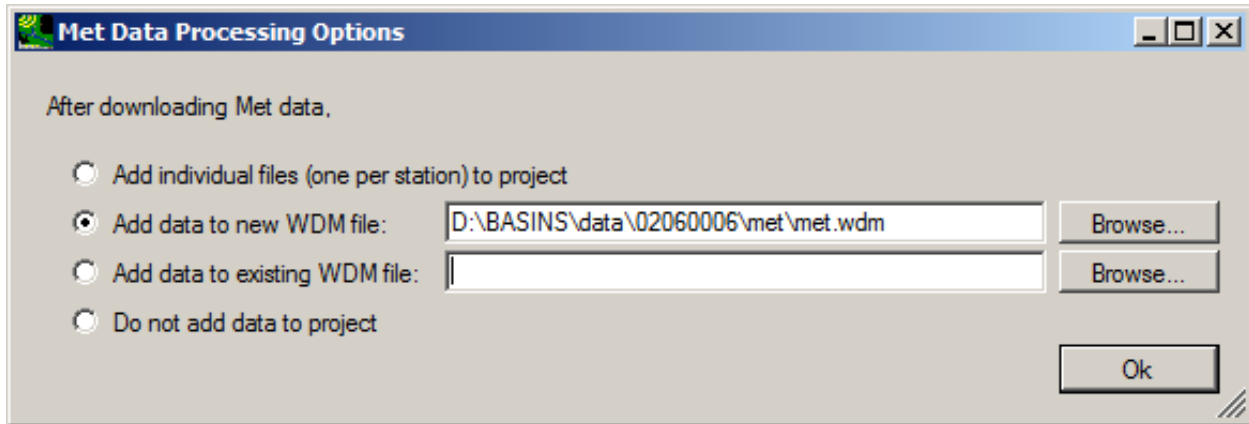 Met Data Processing Options
After downloading Met data,
Add individual files (one per station) to project
Add data to new WDM file: D:\BASINS\data\02060006\met\met.wdm Browse...
Add data to existing WDM file: Browse...
Do not add data to project
Ok